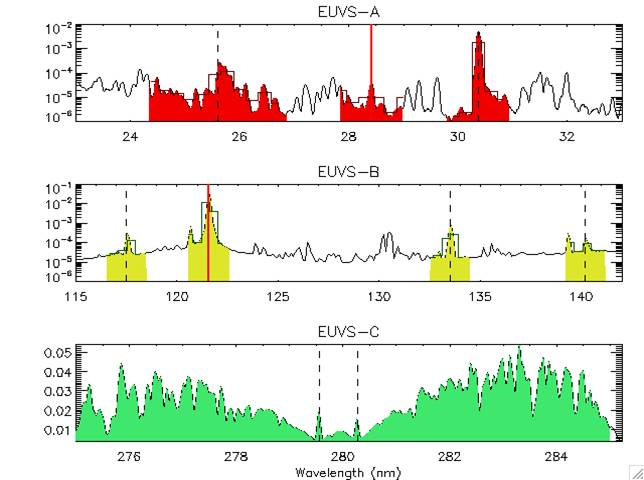 EUVS-A
10⁻²
10⁻³
10⁻⁴
10⁻⁵
10⁻⁶
24 26 28 30 32
EUVS-B
10⁻¹
10⁻²
10⁻³
10⁻⁴
10⁻⁵
10⁻⁶
115 120 125 130 135 140
EUVS-C
0.05
0.04
0.03
0.02
0.01
276 278 280 282 284
Wavelength (nm)